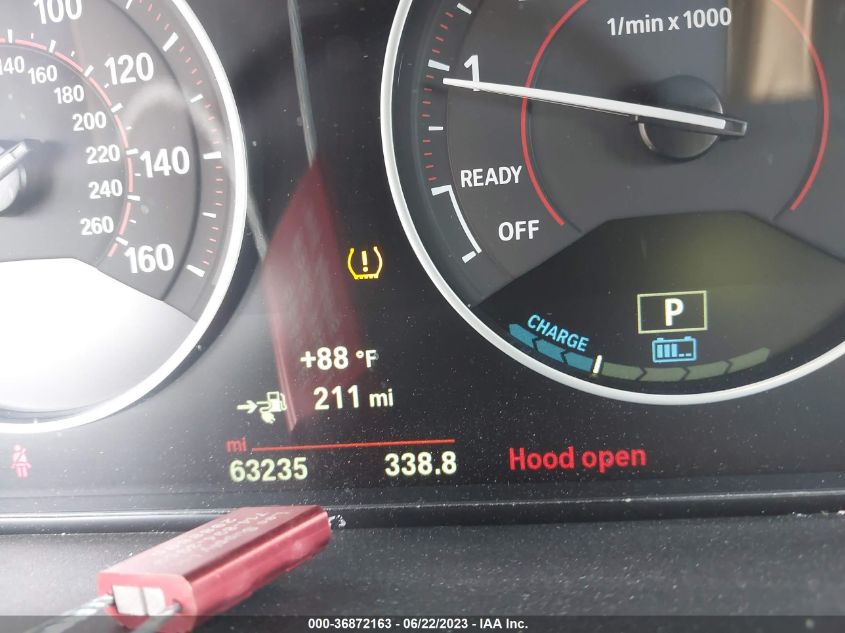 100
120
140
160
140
160
180
200
220
240
260
1/min x 1000
1
READY
OFF
CHARGE
P
+88 °F
211 mi
mi
63235
338.8
Hood open
000-36872163 - 06/22/2023 - IAA Inc.